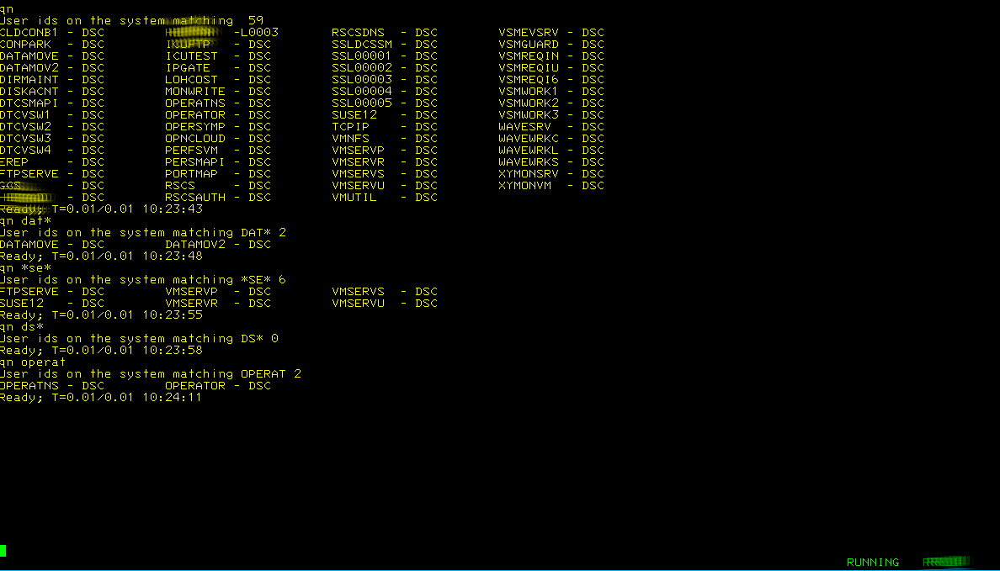 qn
User ids on the system matching  59
CLDCONB1 - DSC        -L0003       RSCSDNS  - DSC        VSMEVSRV - DSC
CONPARK  - DSC        ICUFTP   - DSC        SSLDCSSM - DSC        VSMGUARD - DSC
DATAMOVE - DSC        ICUTEST  - DSC        SSL00001 - DSC        VSMREQIN - DSC
DATAMOV2 - DSC        IPGATE   - DSC        SSL00002 - DSC        VSMREQIU - DSC
DIRMAINT - DSC        LOHCOST  - DSC        SSL00003 - DSC        VSMREQI6 - DSC
DISKACNT - DSC        MONWRITE - DSC        SSL00004 - DSC        VSMWORK1 - DSC
DTCSMAPI - DSC        OPERATNS - DSC        SSL00005 - DSC        VSMWORK2 - DSC
DTCVSW1  - DSC        OPERATOR - DSC        SUSE12   - DSC        VSMWORK3 - DSC
DTCVSW2  - DSC        OPERSYMP - DSC        TCPIP    - DSC        WAVESRV  - DSC
DTCVSW3  - DSC        OPNCLOUD - DSC        VMNFS    - DSC        WAVEWRKC - DSC
DTCVSW4  - DSC        PERFSVM  - DSC        VMSERVP  - DSC        WAVEWRKL - DSC
EREP     - DSC        PERSMAPI - DSC        VMSERVR  - DSC        WAVEWRKS - DSC
FTPSERVE - DSC        PORTMAP  - DSC        VMSERVS  - DSC        XYMONSRV - DSC
GCS      - DSC        RSCS     - DSC        VMSERVU  - DSC        XYMONVM  - DSC
- DSC        RSCSAUTH - DSC        VMUTIL   - DSC
Ready; T=0.01/0.01 10:23:43
qn dat*
User ids on the system matching DAT* 2
DATAMOVE - DSC        DATAMOV2 - DSC
Ready; T=0.01/0.01 10:23:48
qn *se*
User ids on the system matching *SE* 6
FTPSERVE - DSC        VMSERVP  - DSC        VMSERVS  - DSC
SUSE12   - DSC        VMSERVR  - DSC        VMSERVU  - DSC
Ready; T=0.01/0.01 10:23:55
qn ds*
User ids on the system matching DS* 0
Ready; T=0.01/0.01 10:23:58
qn operat
User ids on the system matching OPERAT 2
OPERATNS - DSC        OPERATOR - DSC
Ready; T=0.01/0.01 10:24:11
RUNNING